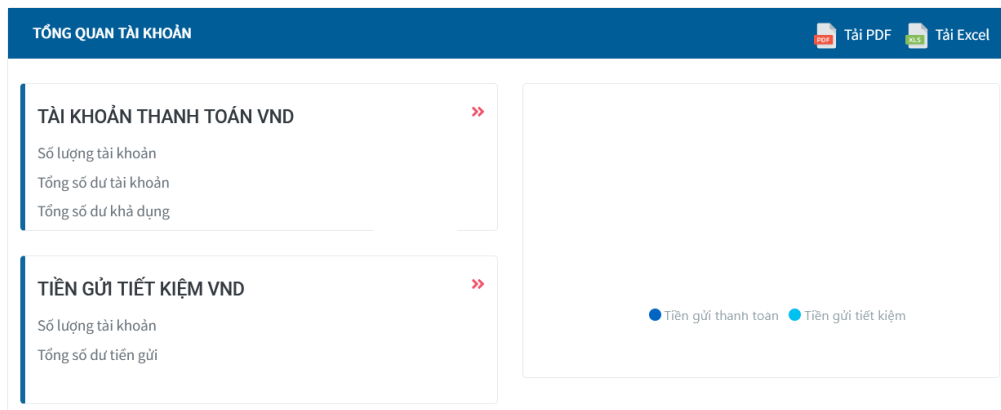 TỔNG QUAN TÀI KHOẢN
PDF Tải PDF XLS Tải Excel
TÀI KHOẢN THANH TOÁN VND
Số lượng tài khoản
Tổng số dư tài khoản
Tổng số dư khả dụng
TIỀN GỬI TIẾT KIỆM VND
Số lượng tài khoản
Tổng số dư tiền gửi
Tiền gửi thanh toán Tiền gửi tiết kiệm